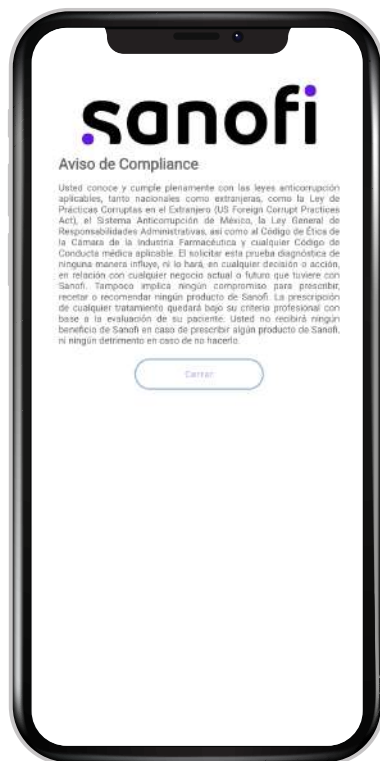 sanofi
Aviso de Compliance
Usted conoce y cumple plenamente con las leyes anticorrupción
aplicables, tanto nacionales como extranjeras, como la Ley de
Prácticas Corruptas en el Extranjero (US Foreign Corrupt Practices
Act), el Sistema Anticorrupción de México, la Ley General de
Responsabilidades Administrativas, así como al Código de Ética de
la Cámara de la Industria Farmacéutica y cualquier Código de
Conducta médica aplicable. El solicitar esta prueba diagnóstica de
ninguna manera influye, ni lo hará, en cualquier decisión o acción,
en relación con cualquier negocio actual o futuro que tuviere con
Sanofi. Tampoco implica ningún compromiso para prescribir,
recetar o recomendar ningún producto de Sanofi. La prescripción
de cualquier tratamiento quedará bajo su criterio profesional con
base a la evaluación de su paciente. Usted no recibirá ningún
beneficio de Sanofi en caso de prescribir algún producto de Sanofi,
ni ningún detrimento en caso de no hacerlo.
Cerrar